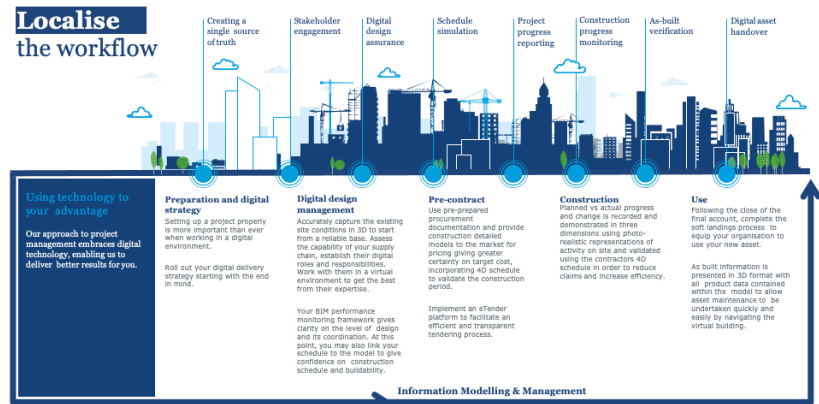 Localise
the workflow
Creating a
single source
of truth
Stakeholder
engagement
Digital
design
assurance
Schedule
simulation
Project
progress
reporting
Construction
progress
monitoring
As-built
verification
Digital asset
handover
Using technology to
your advantage
Our approach to project
management embraces digital
technology, enabling us to
deliver better results for you.
Preparation and digital
strategy
Setting up a project properly
is more important than ever
when working in a digital
environment.
Roll out your digital delivery
strategy starting with the end
in mind.
Digital design
management
Accurately capture the existing
site conditions in 3D to start
from a reliable base. Assess
the capability of your supply
chain, establish their digital
roles and responsibilities.
Work with them in a virtual
environment to get the best
from their expertise.
Your BIM performance
monitoring framework gives
clarity on the level of design
and its coordination. At this
point, you may also link your
schedule to the model to give
confidence on construction
schedule and buildability.
Pre-contract
Use pre-prepared
procurement
documentation and provide
construction detailed
models to the market for
pricing giving greater
certainty on target cost,
incorporating 4D schedule
to validate the construction
period.
Implement an eTender
platform to facilitate an
efficient and transparent
tendering process.
Construction
Planned vs actual progress
and change is recorded and
demonstrated in three
dimensions using photo-
realistic representations of
activity on site and validated
using the contractors 4D
schedule in order to reduce
claims and increase efficiency.
Use
Following the close of the
final account, complete the
soft landings process to
equip your organisation to
use your new asset.
As built information is
presented in 3D format with
all product data contained
within the model to allow
asset maintenance to be
undertaken quickly and
easily by navigating the
virtual building.
Information Modelling & Management